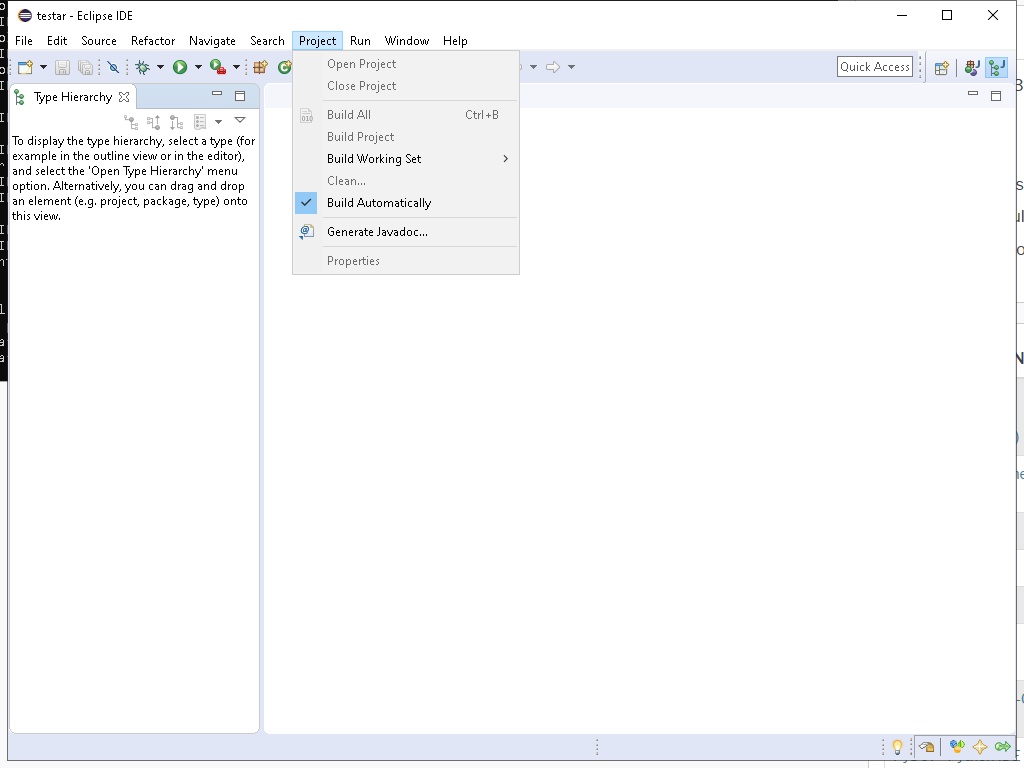 testar - Eclipse IDE
File Edit Source Refactor Navigate Search Project Run Window Help
Quick Access
Type Hierarchy
To display the type hierarchy, select a type (for
example in the outline view or in the editor),
and select the 'Open Type Hierarchy' menu
option. Alternatively, you can drag and drop
an element (e.g. project, package, type) onto
this view.
Open Project
Close Project
Build All Ctrl+B
Build Project
Build Working Set
Clean...
Build Automatically
Generate Javadoc...
Properties